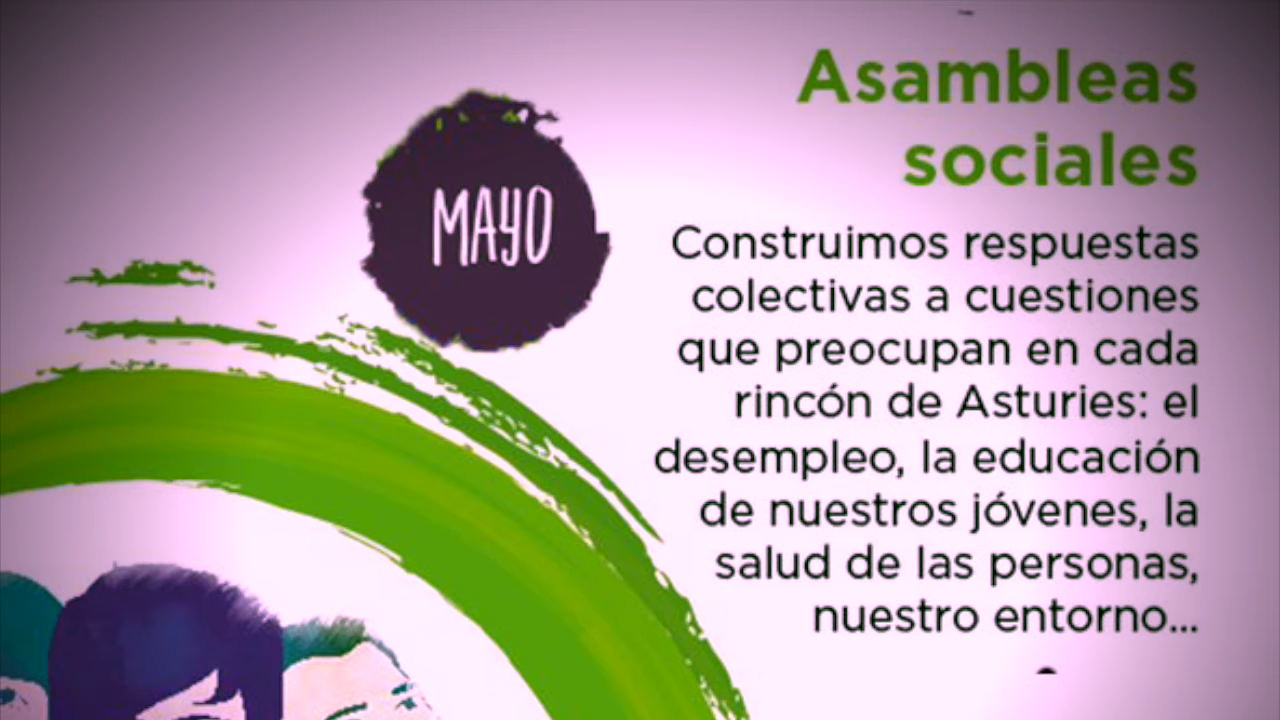 Asambleas
sociales
MAYO
Construimos respuestas
colectivas a cuestiones
que preocupan en cada
rincón de Asturies: el
desempleo, la educación
de nuestros jóvenes, la
salud de las personas,
nuestro entorno...